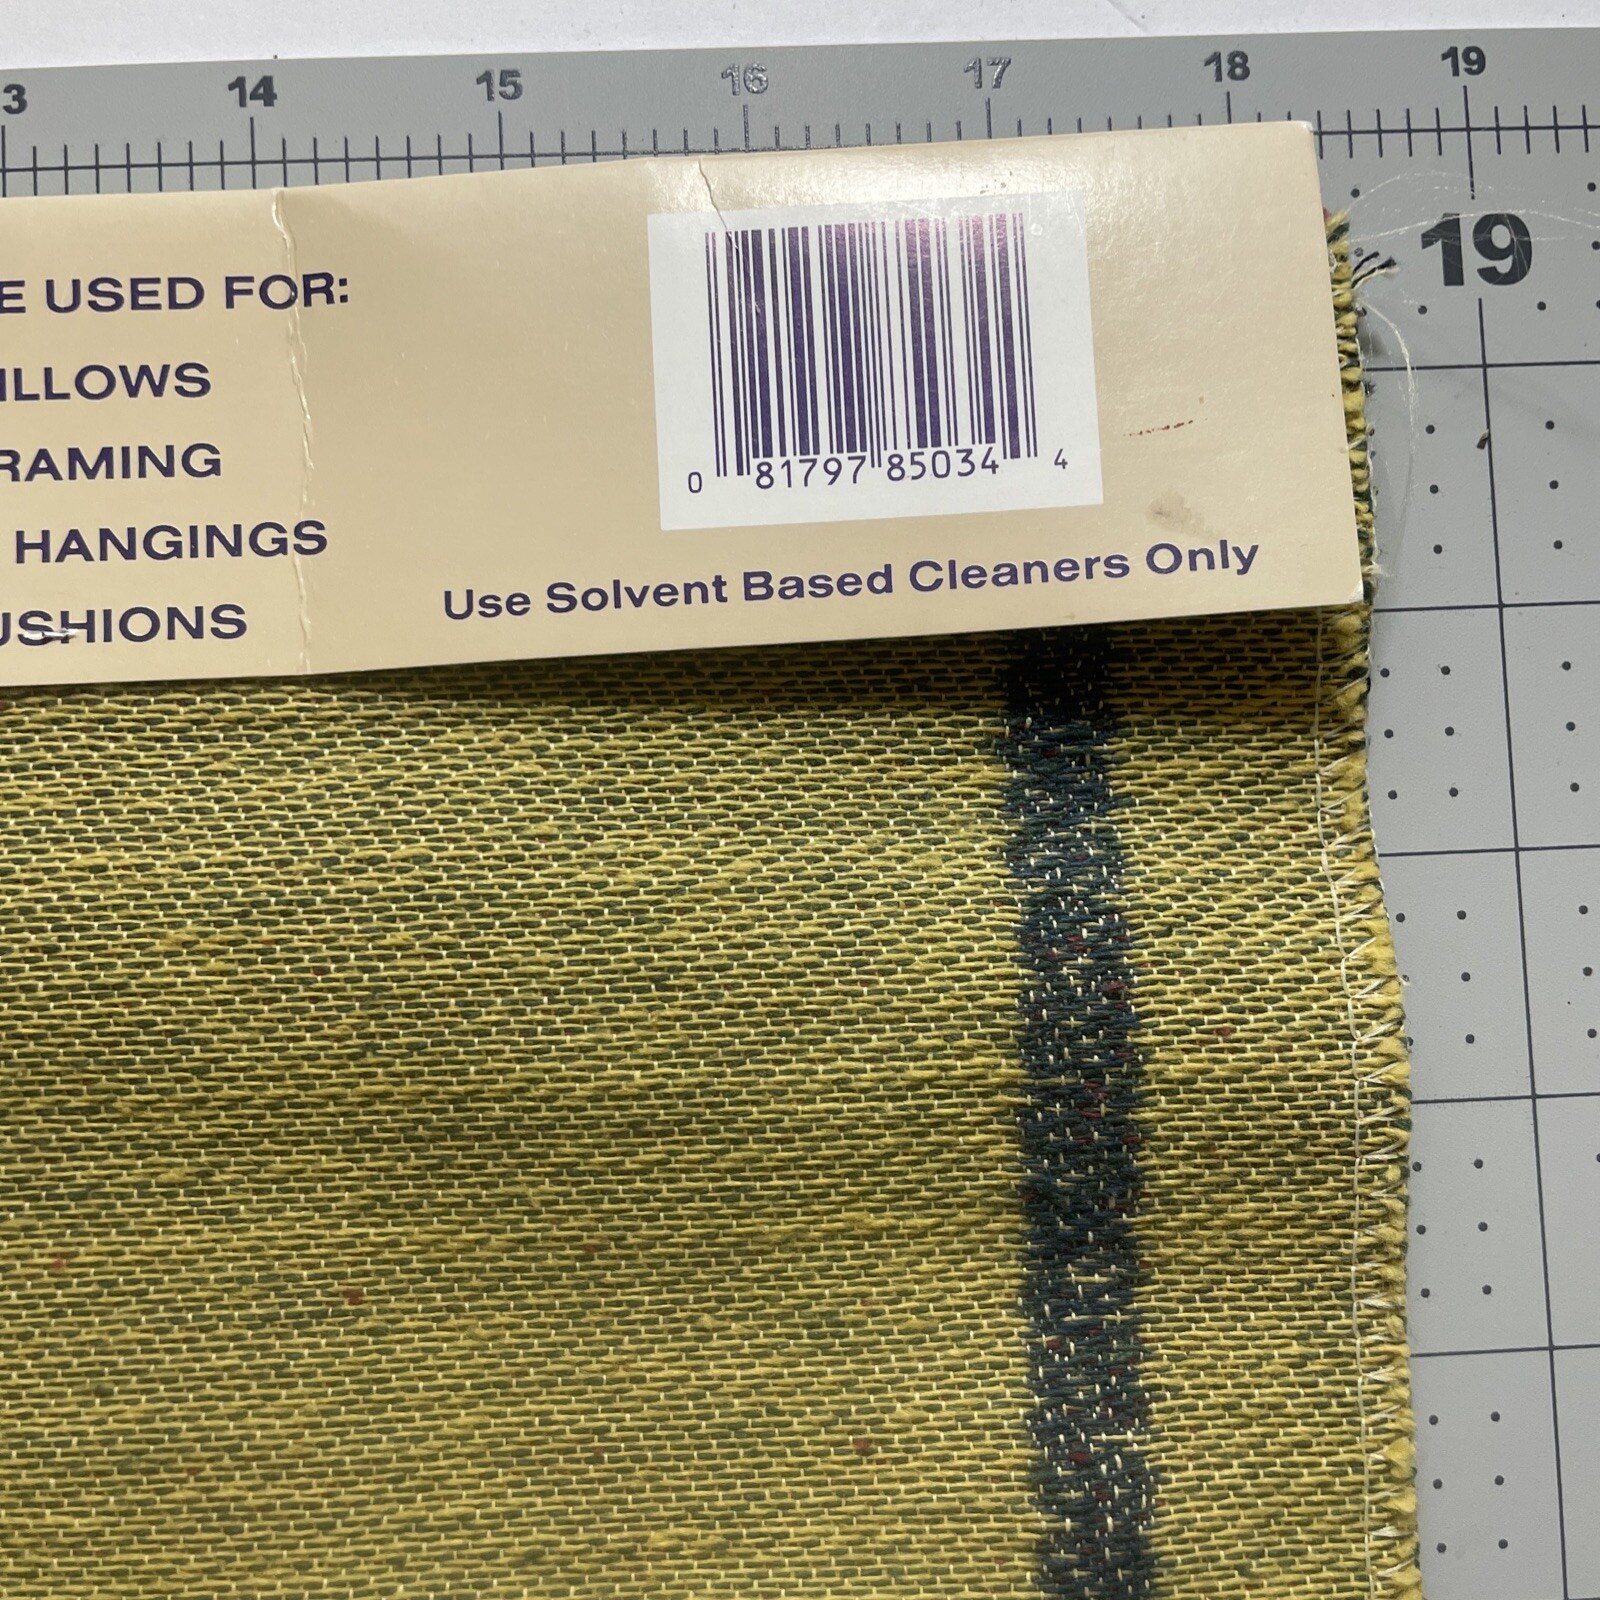 3 14 15 16 17 18 19
19
E USED FOR:
ILLOWS
RAMING
HANGINGS
USHIONS
0 81797 85034 4
Use Solvent Based Cleaners Only